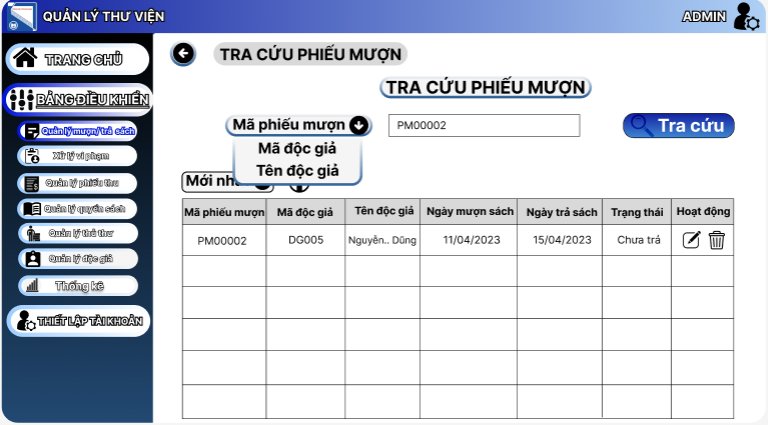 QUẢN LÝ THƯ VIỆN
ADMIN
TRANG CHỦ
BẢNG ĐIỀU KHIỂN
Quản lý mượn/ trả sách
Xử lý vi phạm
Quản lý phiếu thu
Quản lý quyển sách
Quản lý thủ thư
Quản lý độc giả
Thống kê
THIẾT LẬP TÀI KHOẢN
TRA CỨU PHIẾU MƯỢN
TRA CỨU PHIẾU MƯỢN
Mã phiếu mượn
PM00002
Tra cứu
Mã độc giả
Tên độc giả
Mới
Mã phiếu mượn Mã độc giả Tên độc giả Ngày mượn sách Ngày trả sách Trạng thái Hoạt động
PM00002 DG005 Nguyễn.. Dũng 11/04/2023 15/04/2023 Chưa trả